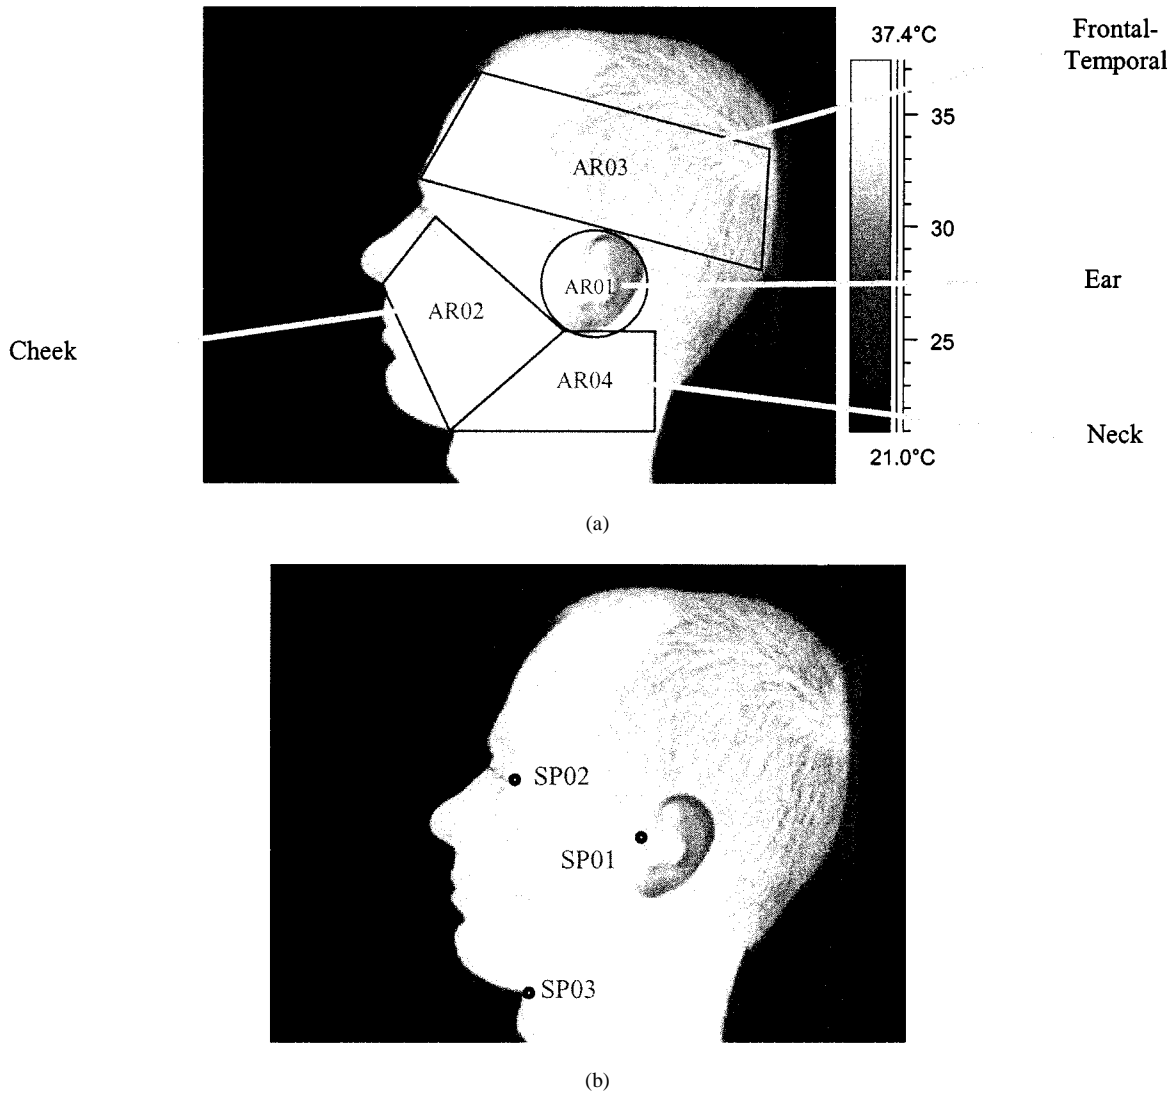 37.4°C
Frontal-
Temporal
35
AR03
30
Ear
AR01
AR02
Cheek
25
AR04
Neck
21.0°C
(a)
SP02
SP01
SP03
(b)